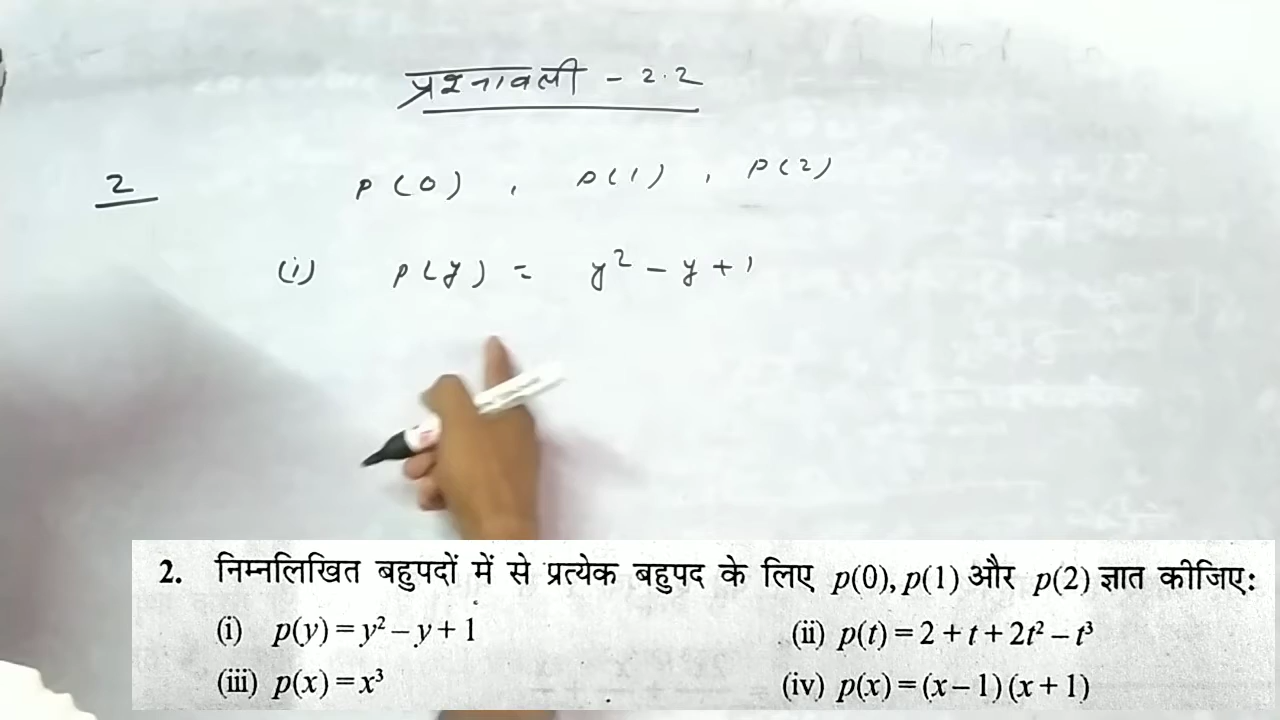 प्रश्नावली - 2.2
2 p(0), p(1), p(2)
(i) p(y) = y² - y + 1
2. निम्नलिखित बहुपदों में से प्रत्येक बहुपद के लिए p(0), p(1) और p(2) ज्ञात कीजिए:
(i) p(y) = y² – y + 1 (ii) p(t) = 2 + t + 2t² – t³
(iii) p(x) = x³ (iv) p(x) = (x – 1) (x + 1)